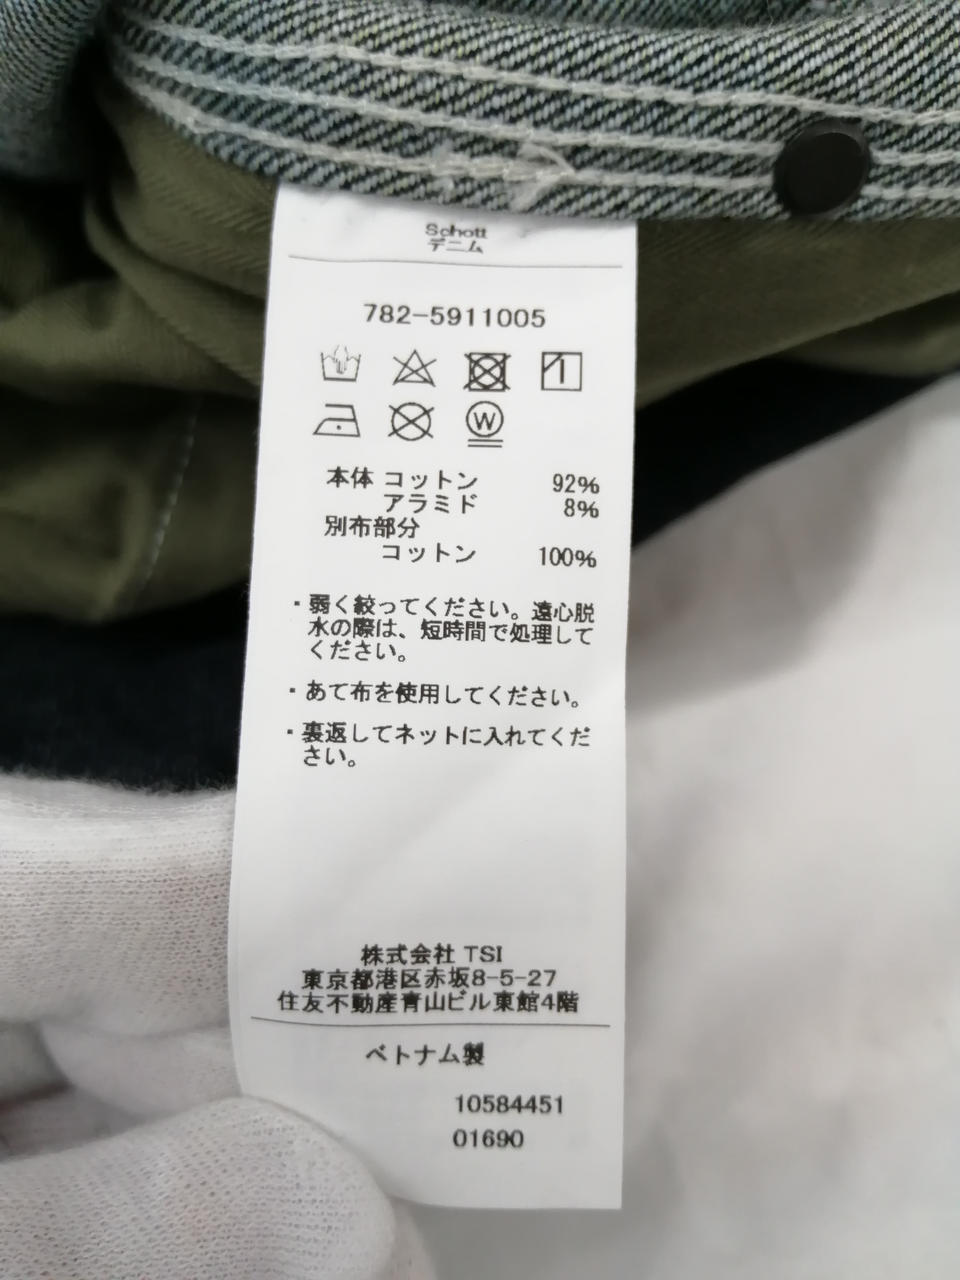 Schott
デニム
782-5911005
W
本体 コットン 92%
アラミド 8%
別布部分
コットン 100%
・弱く絞ってください。遠心脱
水の際は、短時間で処理して
ください。
・あて布を使用してください。
・裏返してネットに入れてくだ
さい。
株式会社 TSI
東京都港区赤坂8-5-27
住友不動産青山ビル東館4階
ベトナム製
10584451
01690